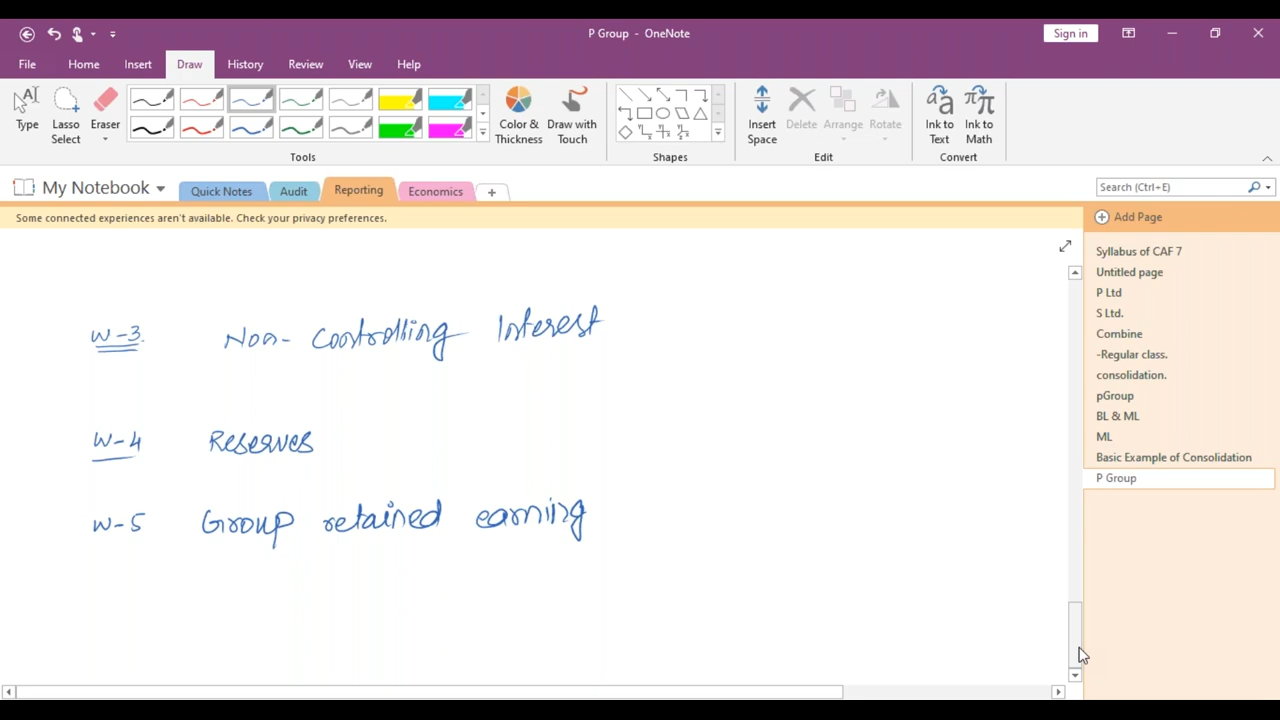 P Group - OneNote
Sign in
File Home Insert Draw History Review View Help
Type
Lasso Select
Eraser
Color & Thickness
Draw with Touch
Insert Space
Delete
Arrange
Rotate
Ink to Text
Ink to Math
Tools
Shapes
Edit
Convert
My Notebook
Quick Notes Audit Reporting Economics
Search (Ctrl+E)
Some connected experiences aren't available. Check your privacy preferences.
Add Page
Syllabus of CAF 7
Untitled page
P Ltd
S Ltd.
Combine
-Regular class.
consolidation.
pGroup
BL & ML
ML
Basic Example of Consolidation
P Group
W-3. Non-Controlling Interest
W-4 Reserves
W-5 Group retained earning